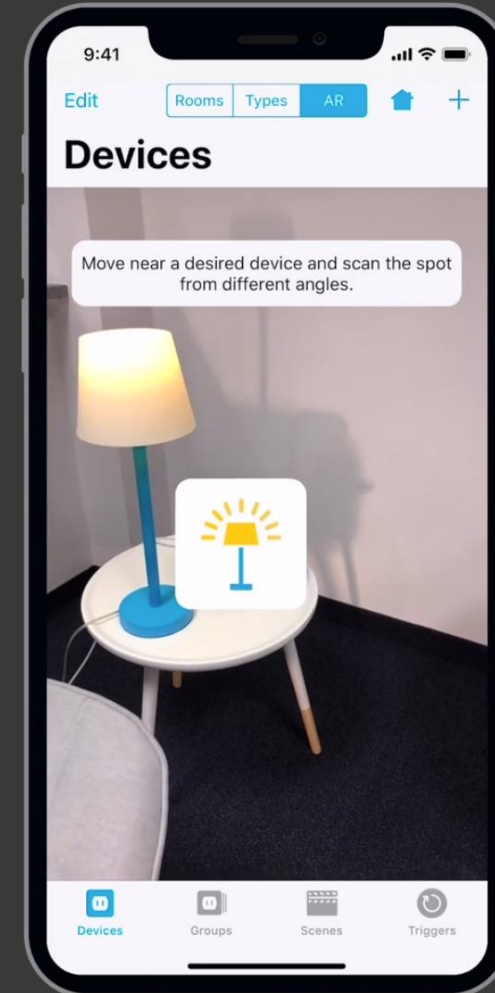 9:41
Edit
Rooms Types AR
Devices
Move near a desired device and scan the spot
from different angles.
Devices Groups Scenes Triggers